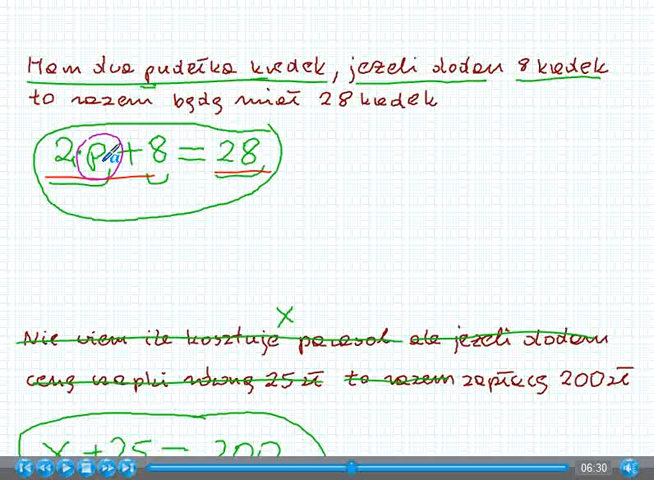 Mam dwa pudełka kredek, jeżeli dodam 8 kredek
to razem będę miał 28 kredek
2·p+8=28
x
Nie wiem ile kosztuje parasol ale jeżeli dodam
cenę czapki równą 25 zł to razem zapłacę 200 zł
x+25=200
06:30